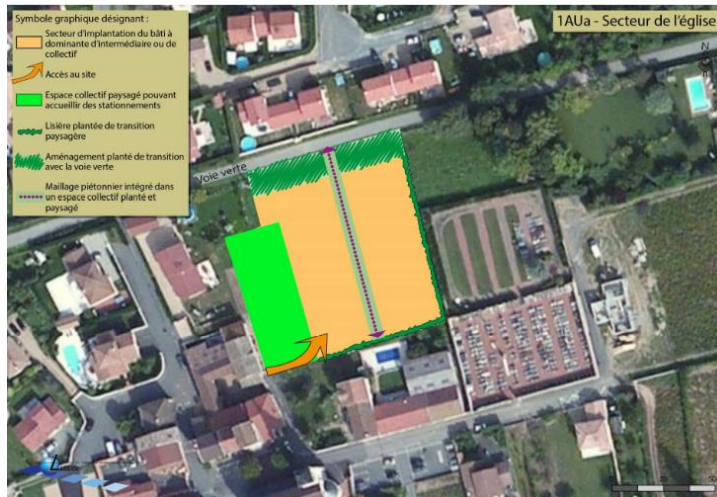 Symbole graphique désignant :
1AUa - Secteur de l'église
Secteur d'implantation du bâti à
dominante d'intermédiaire ou de
collectif
Accès au site
Espace collectif paysagé pouvant
accueillir des stationnements
Lisière plantée de transition
paysagère
Aménagement planté de transition
avec la voie verte
Maillage piétonnier intégré dans
un espace collectif planté et
paysagé
Voie verte
N